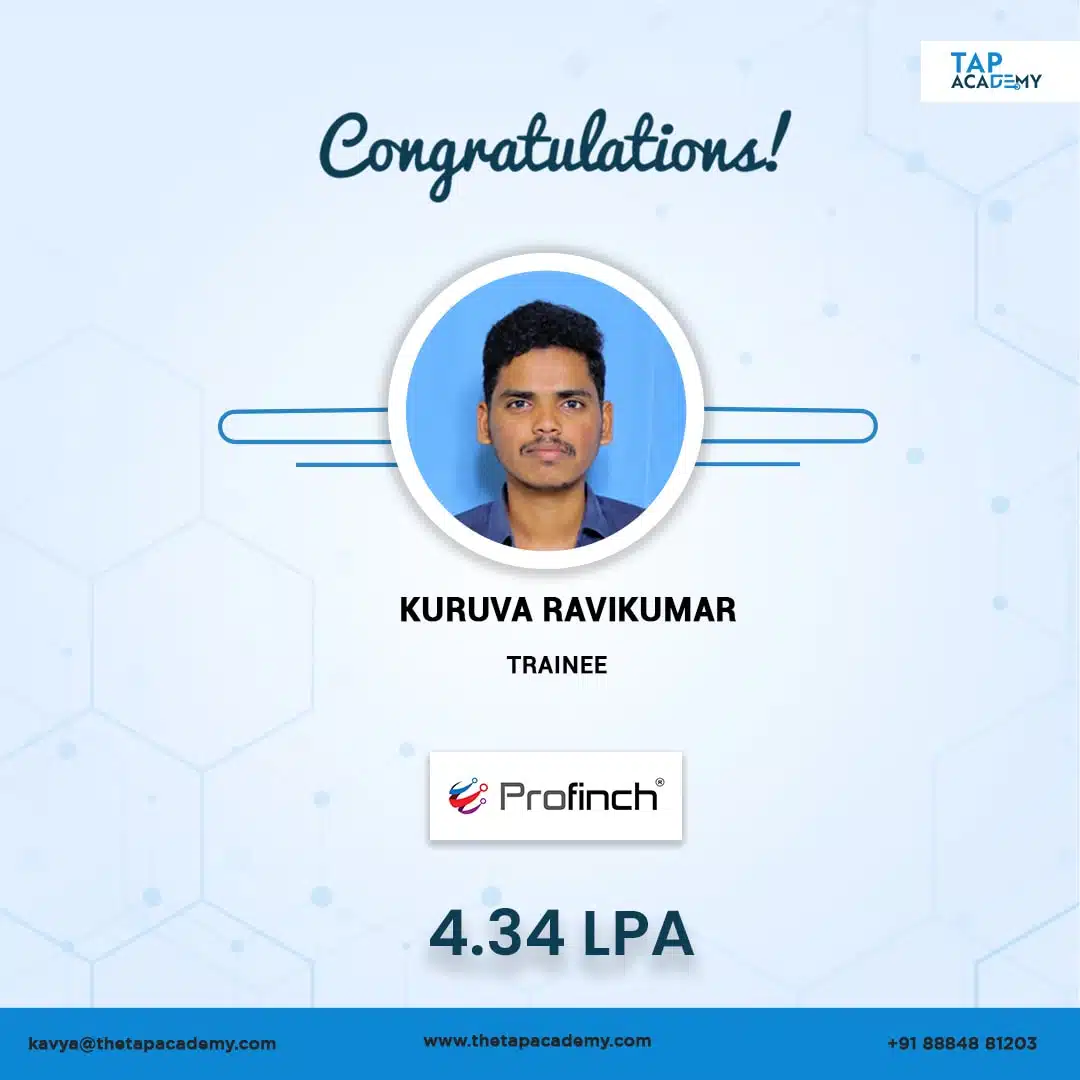 TAP
ACADEMY
Congratulations!
KURUVA RAVIKUMAR
TRAINEE
Profinch®
4.34 LPA
kavya@thetapacademy.com
www.thetapacademy.com
+91 88848 81203